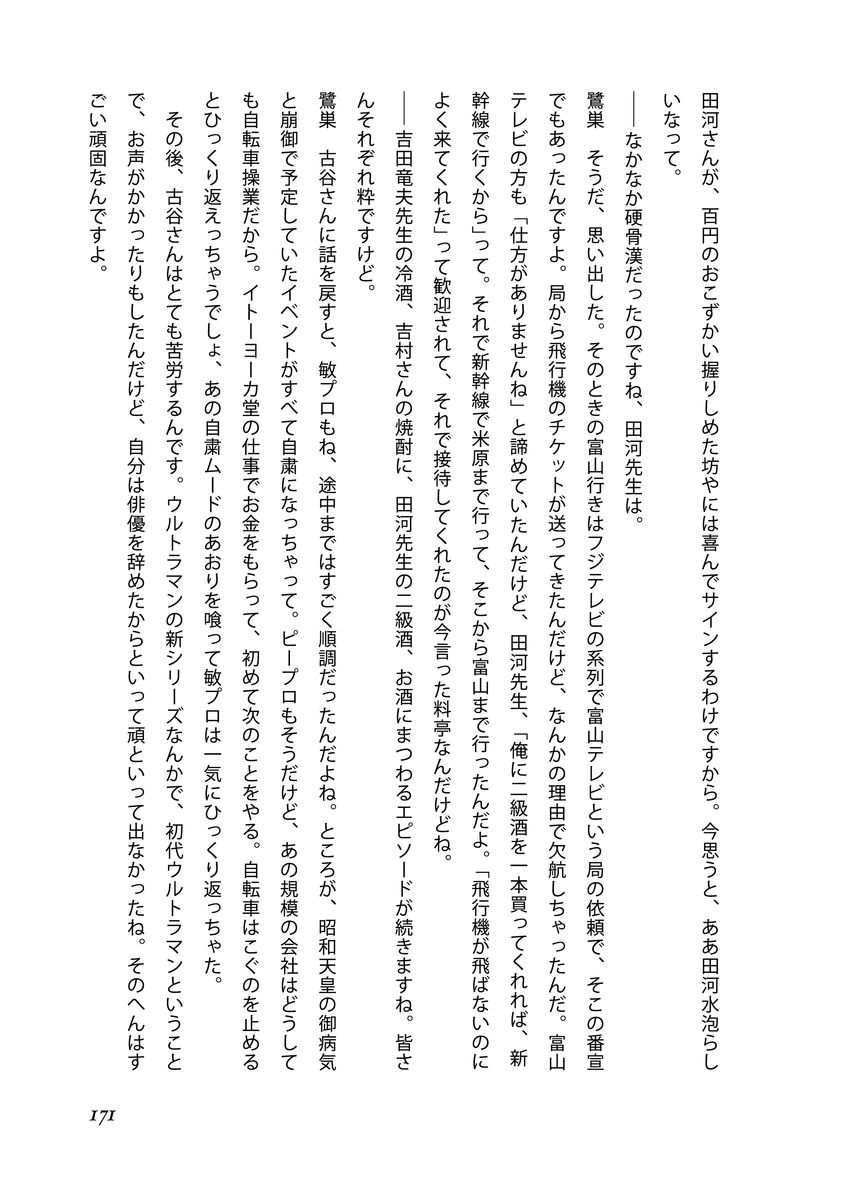 田河さんが、百円のおこずかい握りしめた坊やには喜んでサインするわけですから。今思うと、ああ田河水泡らし
いなって。
――なかなか硬骨漢だったのですね、田河先生は。
鷺巣　そうだ、思い出した。そのときの富山行きはフジテレビの系列で富山テレビという局の依頼で、そこの番宣
でもあったんですよ。局から飛行機のチケットが送ってきたんだけど、なんかの理由で欠航しちゃったんだ。富山
テレビの方も「仕方がありませんね」と諦めていたんだけど、田河先生、「俺に二級酒を一本買ってくれれば、新
幹線で行くから」って。それで新幹線で米原まで行って、そこから富山まで行ったんだよ。「飛行機が飛ばないのに
よく来てくれた」って歓迎されて、それで接待してくれたのが今言った料亭なんだけどね。
――吉田竜夫先生の冷酒、吉村さんの焼酎に、田河先生の二級酒、お酒にまつわるエピソードが続きますね。皆さ
んそれぞれ粋ですけど。
鷺巣　古谷さんに話を戻すと、敏プロもね、途中まではすごく順調だったんだよね。ところが、昭和天皇の御病気
と崩御で予定していたイベントがすべて自粛になっちゃって。ピープロもそうだけど、あの規模の会社はどうして
も自転車操業だから。イトーヨーカ堂の仕事でお金をもらって、初めて次のことをやる。自転車はこぐのを止める
とひっくり返えっちゃうでしょ、あの自粛ムードのあおりを喰って敏プロは一気にひっくり返っちゃた。
　その後、古谷さんはとても苦労するんです。ウルトラマンの新シリーズなんかで、初代ウルトラマンということ
で、お声がかかったりもしたんだけど、自分は俳優を辞めたからといって頑といって出なかったね。そのへんはす
ごい頑固なんですよ。
171